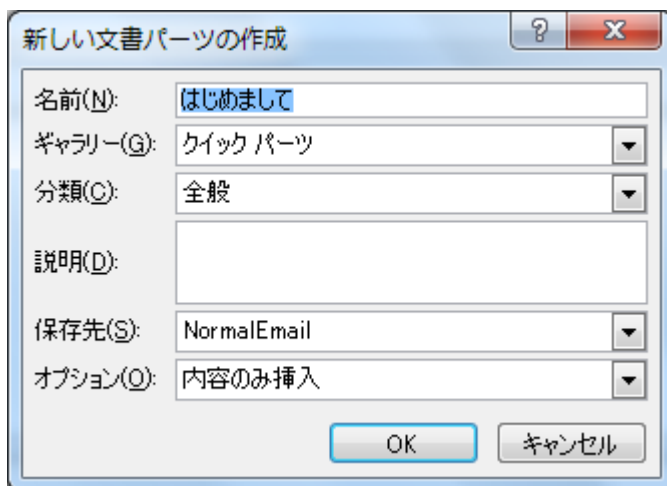 新しい文書パーツの作成
名前(N): はじめまして
ギャラリー(G): クイック パーツ
分類(C): 全般
説明(D):
保存先(S): NormalEmail
オプション(O): 内容のみ挿入
OK キャンセル